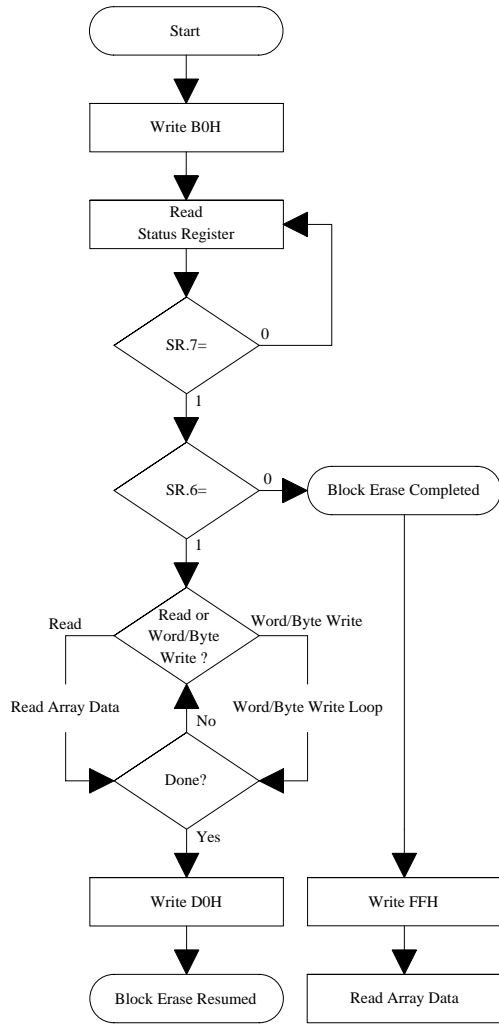 Start
Write B0H
Read
Status Register
SR.7=
0
1
SR.6=
0
Block Erase Completed
1
Read
Read or
Word/Byte
Write ?
Word/Byte Write
Read Array Data
No
Word/Byte Write Loop
Done?
Yes
Write D0H
Write FFH
Block Erase Resumed
Read Array Data